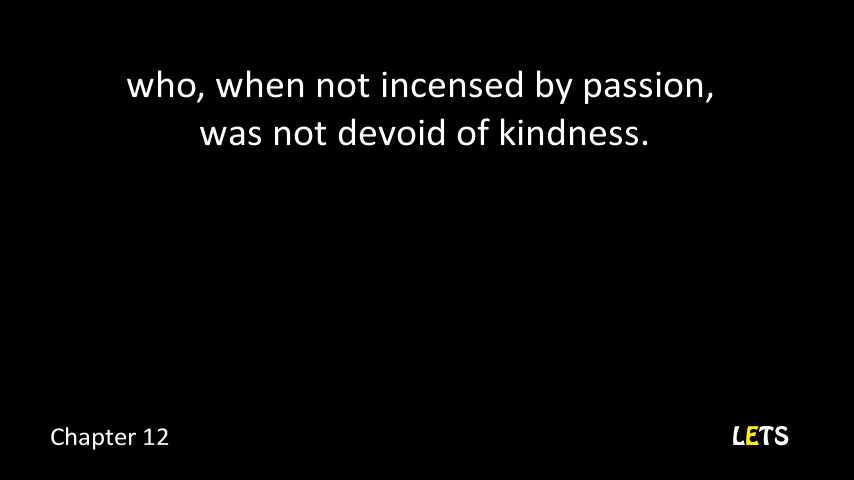 who, when not incensed by passion,
was not devoid of kindness.
Chapter 12
LETS